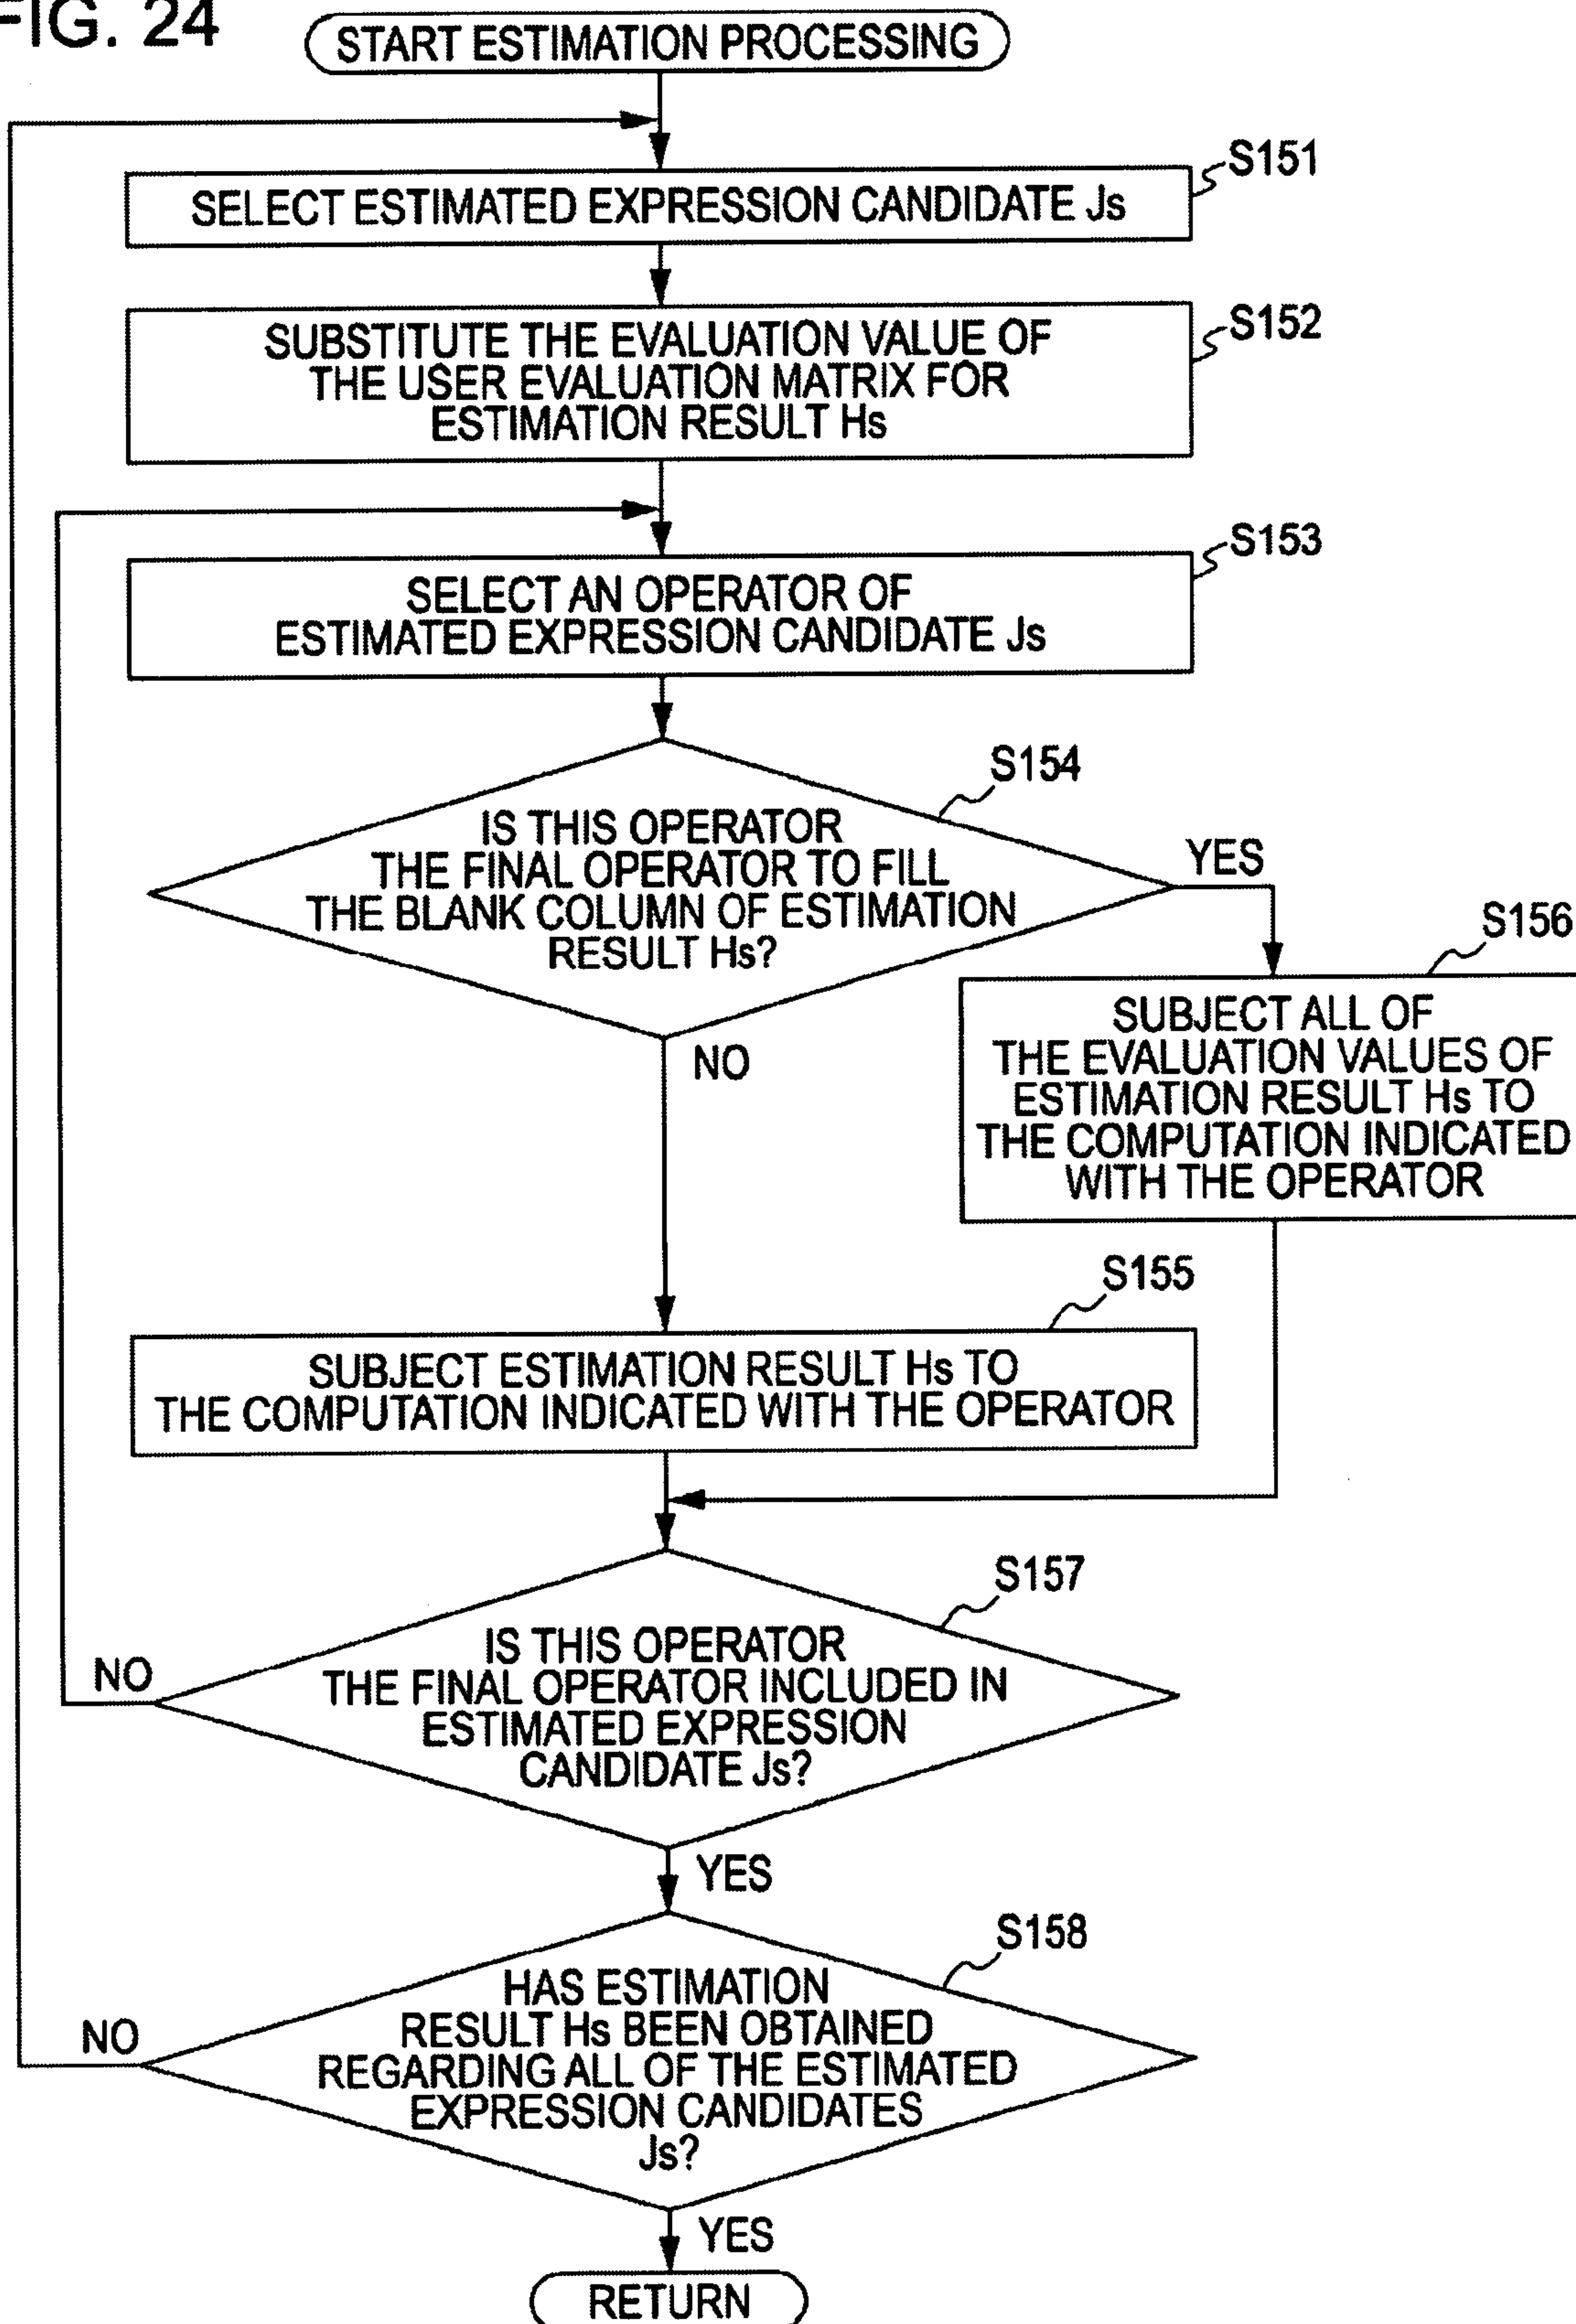 FIG. 24
START ESTIMATION PROCESSING
S151
SELECT ESTIMATED EXPRESSION CANDIDATE Js
S152
SUBSTITUTE THE EVALUATION VALUE OF
THE USER EVALUATION MATRIX FOR
ESTIMATION RESULT Hs
S153
SELECT AN OPERATOR OF
ESTIMATED EXPRESSION CANDIDATE Js
S154
IS THIS OPERATOR
THE FINAL OPERATOR TO FILL
THE BLANK COLUMN OF ESTIMATION
RESULT Hs?
YES
NO
S156
SUBJECT ALL OF
THE EVALUATION VALUES OF
ESTIMATION RESULT Hs TO
THE COMPUTATION INDICATED
WITH THE OPERATOR
S155
SUBJECT ESTIMATION RESULT Hs TO
THE COMPUTATION INDICATED WITH THE OPERATOR
S157
IS THIS OPERATOR
THE FINAL OPERATOR INCLUDED IN
ESTIMATED EXPRESSION
CANDIDATE Js?
NO
YES
S158
HAS ESTIMATION
RESULT Hs BEEN OBTAINED
REGARDING ALL OF THE ESTIMATED
EXPRESSION CANDIDATES
Js?
NO
YES
RETURN